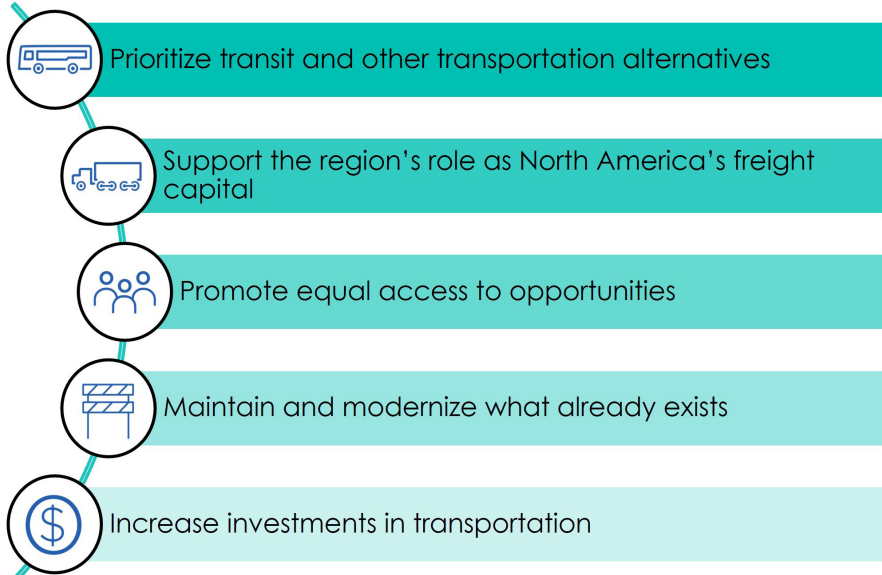 Prioritize transit and other transportation alternatives
Support the region’s role as North America’s freight
capital
Promote equal access to opportunities
Maintain and modernize what already exists
$
Increase investments in transportation